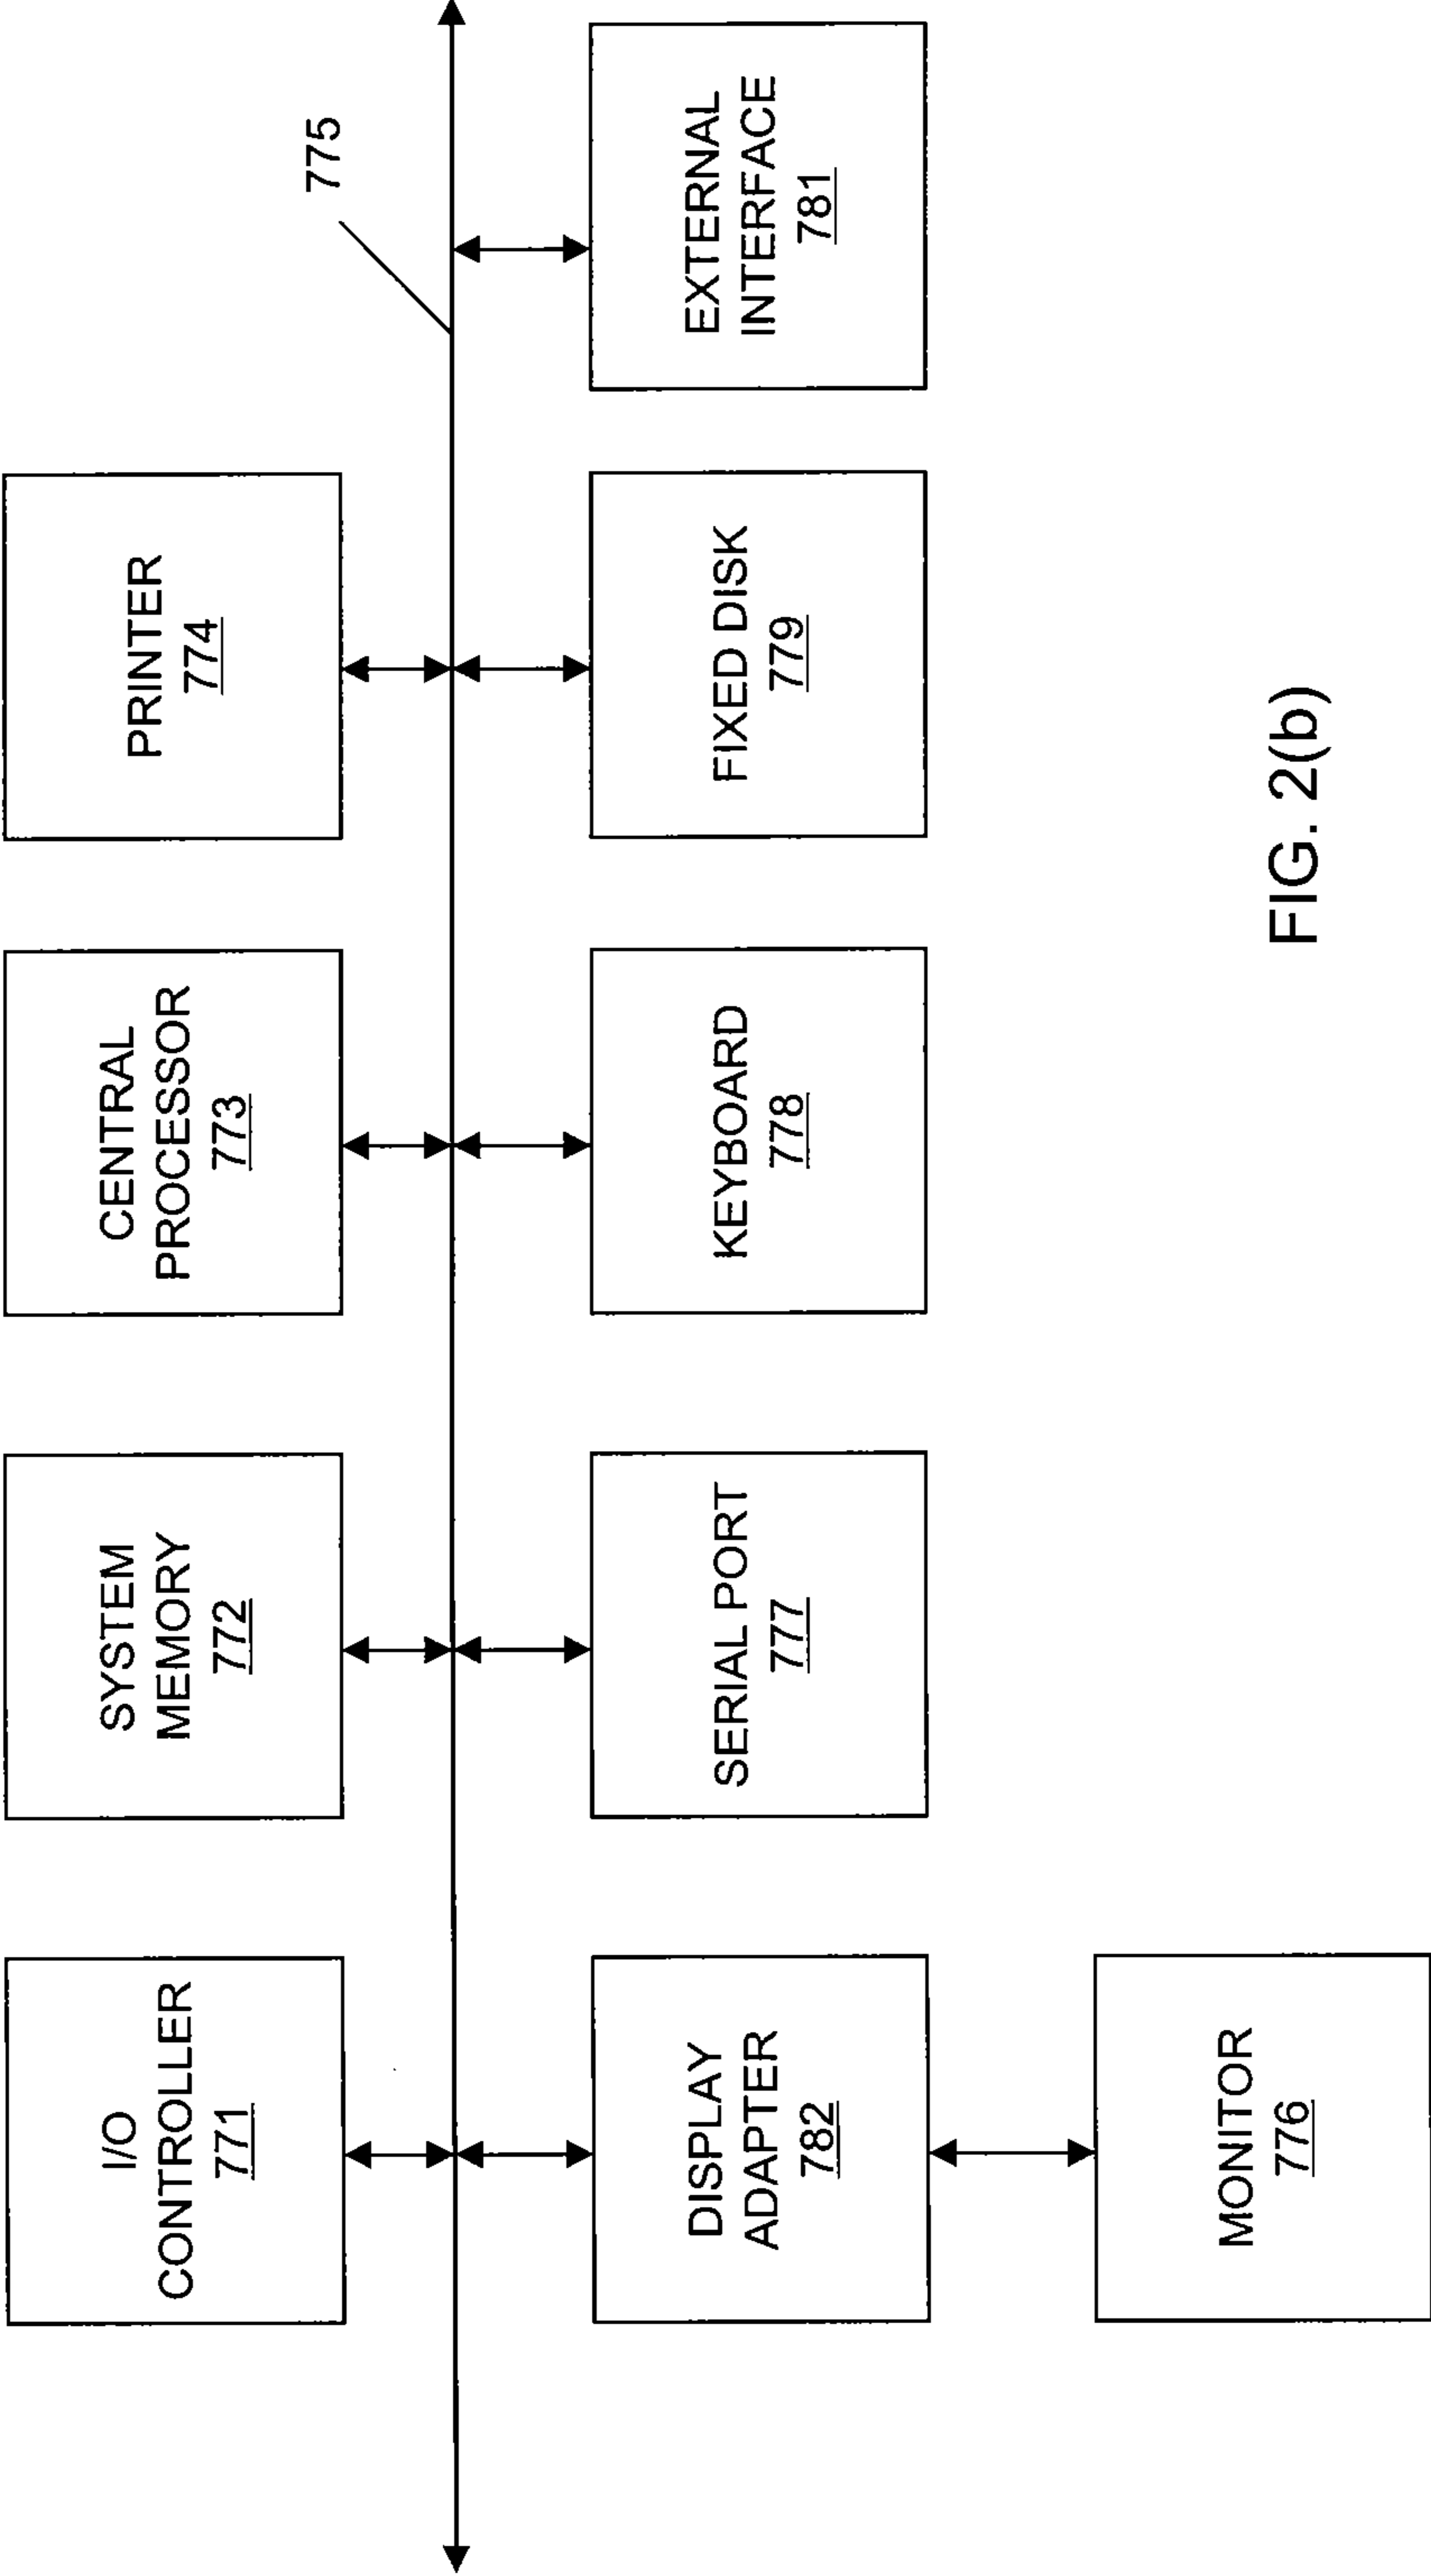 I/O
CONTROLLER
771
SYSTEM
MEMORY
772
CENTRAL
PROCESSOR
773
PRINTER
774
775
DISPLAY
ADAPTER
782
SERIAL PORT
777
KEYBOARD
778
FIXED DISK
779
EXTERNAL
INTERFACE
781
MONITOR
776
FIG. 2(b)